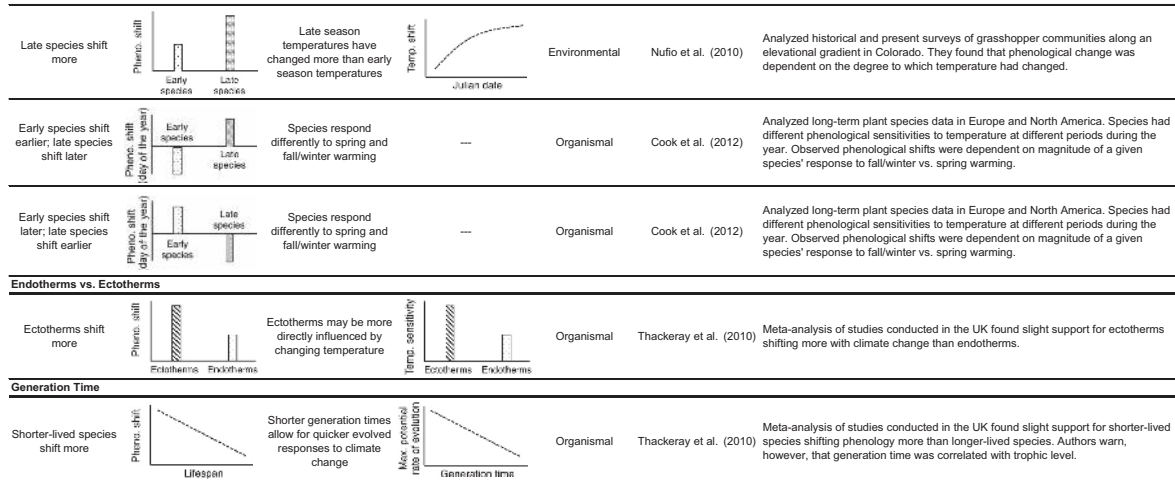 Late species shift
more
Pheno. shift
Early
species
Late
species
Late season
temperatures have
changed more than early
season temperatures
Temp. shift
Julian date
Environmental
Nufio et al. (2010)
Analyzed historical and present surveys of grasshopper communities along an
elevational gradient in Colorado. They found that phenological change was
dependent on the degree to which temperature had changed.
Early species shift
earlier; late species
shift later
Pheno. shift
(day of the year)
Early
species
Late
species
Species respond
differently to spring and
fall/winter warming
---
Organismal
Cook et al. (2012)
Analyzed long-term plant species data in Europe and North America. Species had
different phenological sensitivities to temperature at different periods during the
year. Observed phenological shifts were dependent on magnitude of a given
species' response to fall/winter vs. spring warming.
Early species shift
later; late species
shift earlier
Pheno. shift
(day of the year)
Early
species
Late
species
Species respond
differently to spring and
fall/winter warming
---
Organismal
Cook et al. (2012)
Analyzed long-term plant species data in Europe and North America. Species had
different phenological sensitivities to temperature at different periods during the
year. Observed phenological shifts were dependent on magnitude of a given
species' response to fall/winter vs. spring warming.
Endotherms vs. Ectotherms
Ectotherms shift
more
Pheno. shift
Ectotherms Endotherms
Ectotherms may be more
directly influenced by
changing temperature
Temp. sensitivity
Ectotherms Endotherms
Organismal
Thackeray et al. (2010)
Meta-analysis of studies conducted in the UK found slight support for ectotherms
shifting more with climate change than endotherms.
Generation Time
Shorter-lived species
shift more
Pheno. shift
Lifespan
Shorter generation times
allow for quicker evolved
responses to climate
change
Max. potential
rate of evolution
Generation time
Organismal
Thackeray et al. (2010)
Meta-analysis of studies conducted in the UK found slight support for shorter-lived
species shifting phenology more than longer-lived species. Authors warn,
however, that generation time was correlated with trophic level.